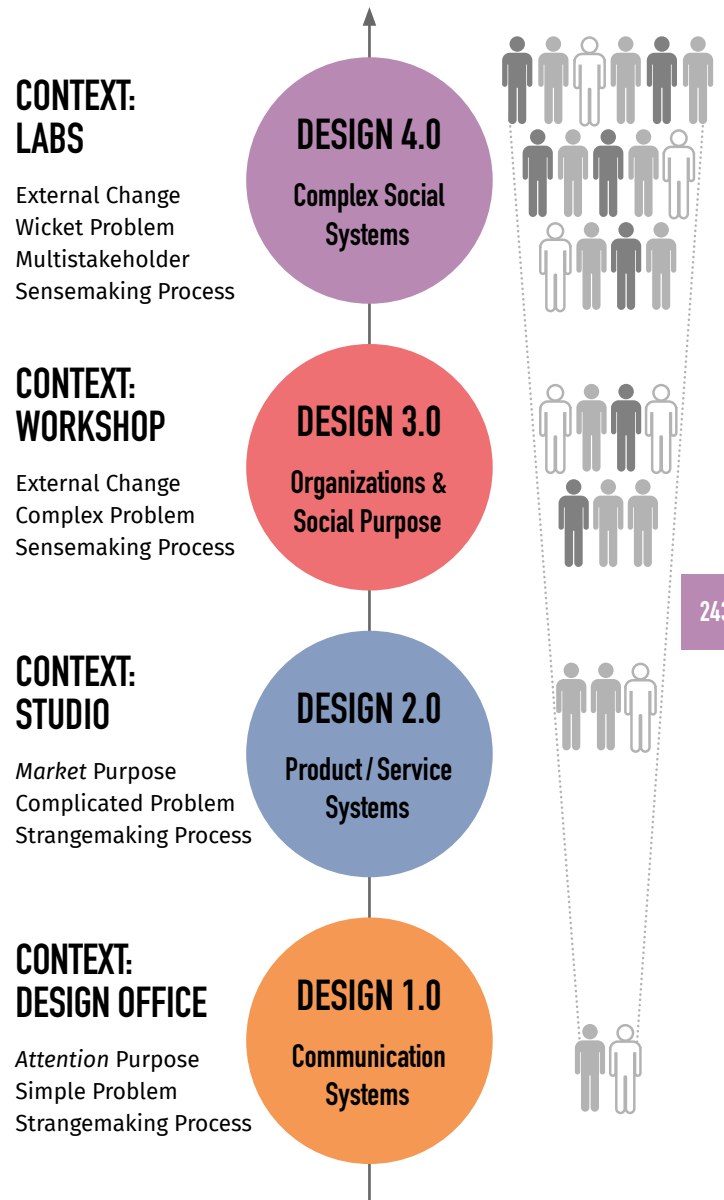 CONTEXT:
LABS
External Change
Wicket Problem
Multistakeholder
Sensemaking Process
DESIGN 4.0
Complex Social
Systems
CONTEXT:
WORKSHOP
External Change
Complex Problem
Sensemaking Process
DESIGN 3.0
Organizations &
Social Purpose
243
CONTEXT:
STUDIO
Market Purpose
Complicated Problem
Strangemaking Process
DESIGN 2.0
Product / Service
Systems
CONTEXT:
DESIGN OFFICE
Attention Purpose
Simple Problem
Strangemaking Process
DESIGN 1.0
Communication
Systems